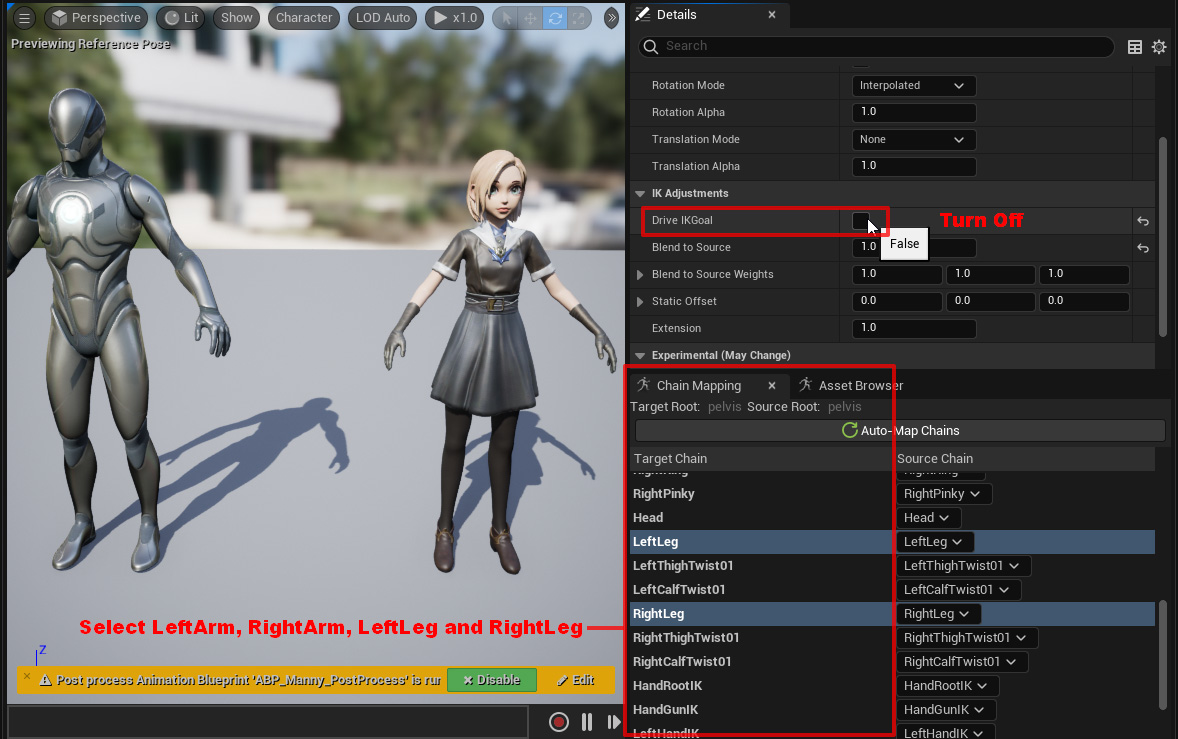 Perspective Lit Show Character LOD Auto x1.0
Previewing Reference Pose
Details
Search
Rotation Mode Interpolated
Rotation Alpha 1.0
Translation Mode None
Translation Alpha 1.0
IK Adjustments
Drive IKGoal Turn Off
Blend to Source 1.0 False
Blend to Source Weights 1.0 1.0 1.0
Static Offset 0.0 0.0 0.0
Extension 1.0
Experimental (May Change)
Chain Mapping Asset Browser
Target Root: pelvis Source Root: pelvis
Auto-Map Chains
Target Chain Source Chain
RightRing RightRing
RightPinky RightPinky
Head Head
LeftLeg LeftLeg
LeftThighTwist01 LeftThighTwist01
LeftCalfTwist01 LeftCalfTwist01
RightLeg RightLeg
RightThighTwist01 RightThighTwist01
RightCalfTwist01 RightCalfTwist01
HandRootIK HandRootIK
HandGunIK HandGunIK
LeftHandIK LeftHandIK
Select LeftArm, RightArm, LeftLeg and RightLeg
Z
Post process Animation Blueprint 'ABP_Manny_PostProcess' is rur Disable Edit